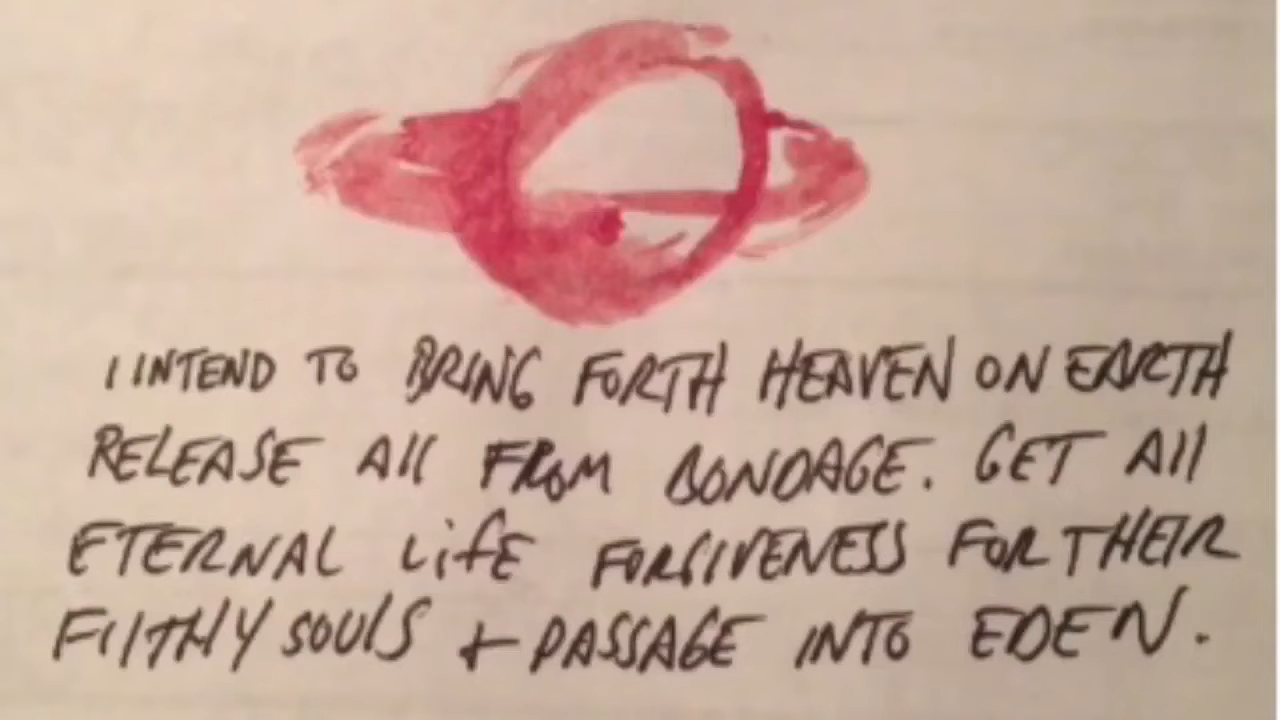 I INTEND TO BRING FORTH HEAVEN ON EARTH
RELEASE All FROM BONDAGE. GET All
ETERNAL LifE FORGIVENESS FOR THEIR
FIlTHY SOUlS + PASSAGE INTO EDEN.